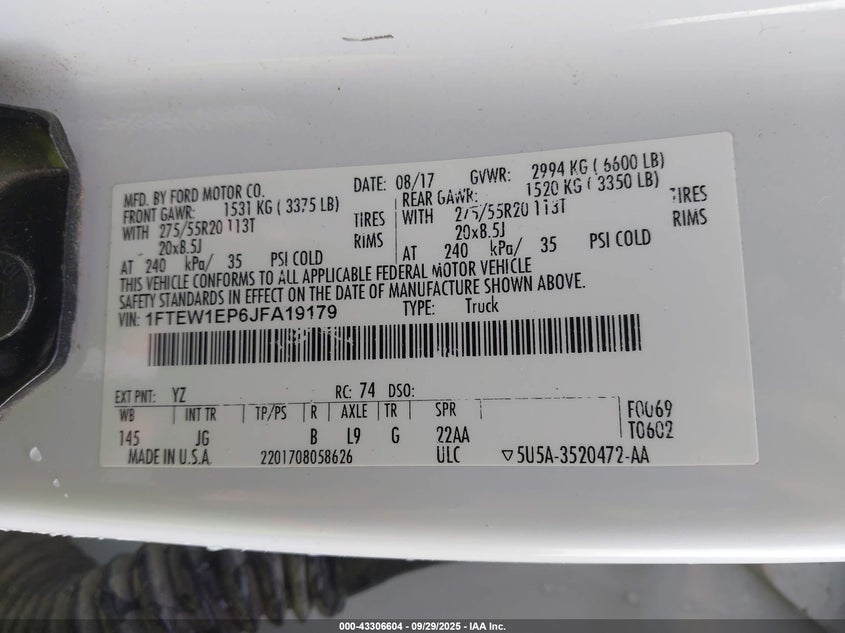 MFD. BY FORD MOTOR CO. DATE: 08/17 GVWR: 2994 KG ( 6600 LB)
FRONT GAWR: 1531 KG ( 3375 LB) REAR GAWR: 1520 KG ( 3350 LB)
WITH 275/55R20 113T TIRES WITH 275/55R20 113T TIRES
20x8.5J RIMS 20x8.5J RIMS
AT 240 kPa/ 35 PSI COLD AT 240 kPa/ 35 PSI COLD
THIS VEHICLE CONFORMS TO ALL APPLICABLE FEDERAL MOTOR VEHICLE
SAFETY STANDARDS IN EFFECT ON THE DATE OF MANUFACTURE SHOWN ABOVE.
VIN: 1FTEW1EP6JFA19179 TYPE: Truck
EXT PNT: YZ RC: 74 DSO:
WB INT TR TP/PS R AXLE TR SPR F0069
145 JG B L9 G 22AA T0602
MADE IN U.S.A. 2201708058626 ULC ▽5U5A-3520472-AA
000-43306604 - 09/29/2025 - IAA Inc.